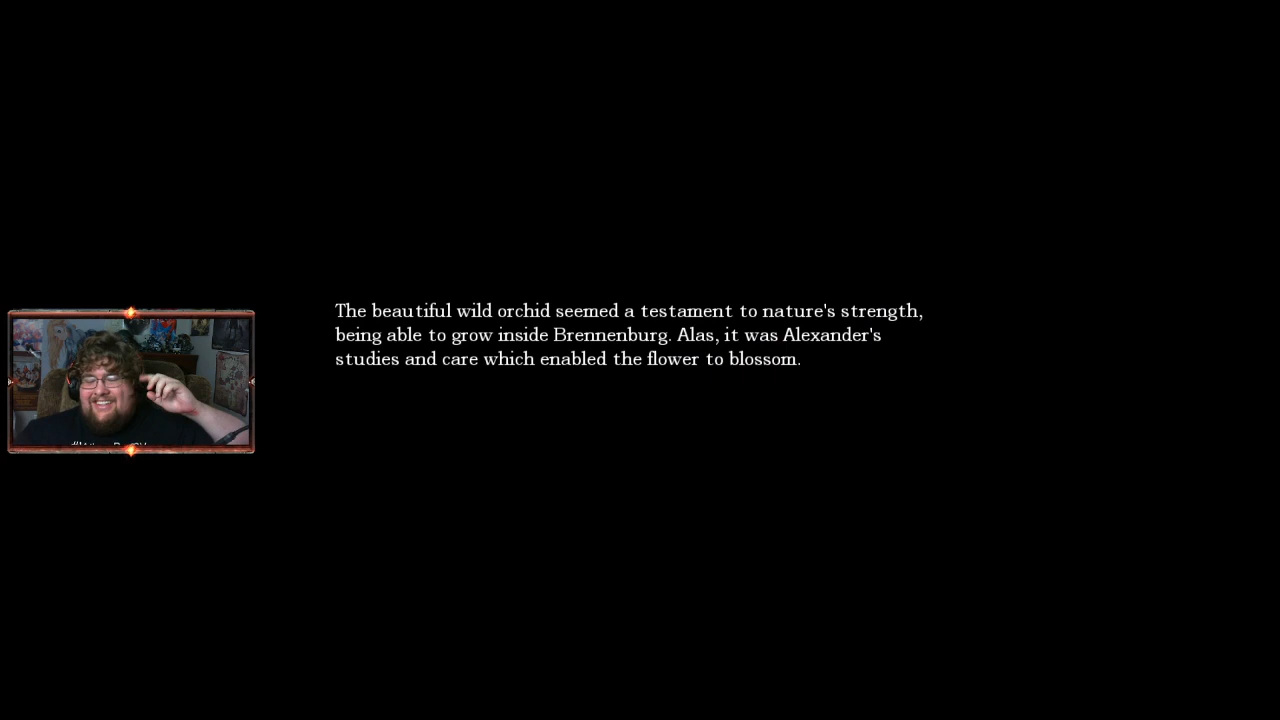 The beautiful wild orchid seemed a testament to nature's strength,
being able to grow inside Brennenburg. Alas, it was Alexander's
studies and care which enabled the flower to blossom.